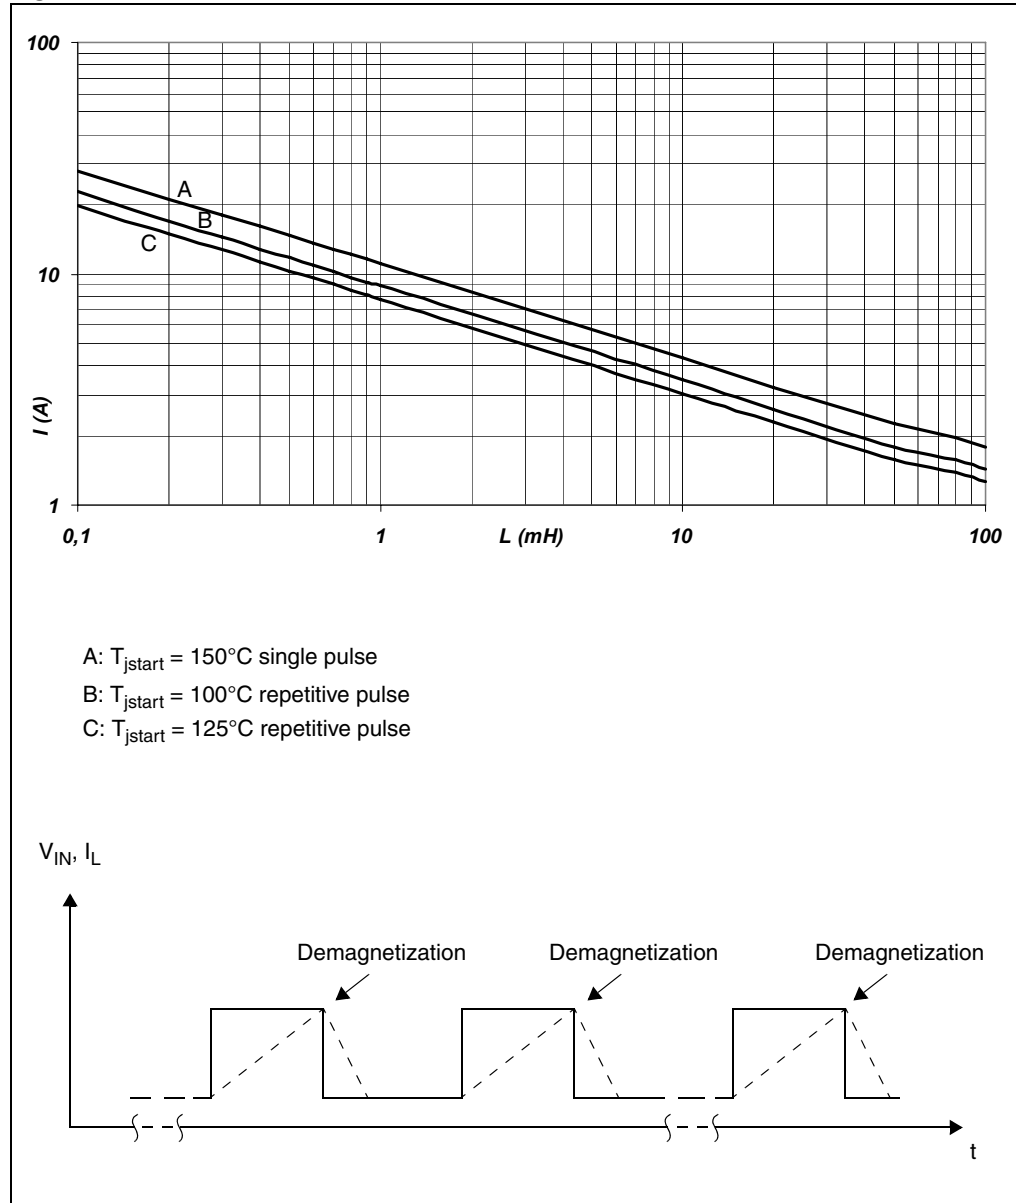 100
A
B
C
10
I (A)
1
0,1 1 L (mH) 10 100
A: Tjstart = 150°C single pulse
B: Tjstart = 100°C repetitive pulse
C: Tjstart = 125°C repetitive pulse
VIN, IL
Demagnetization Demagnetization Demagnetization
t